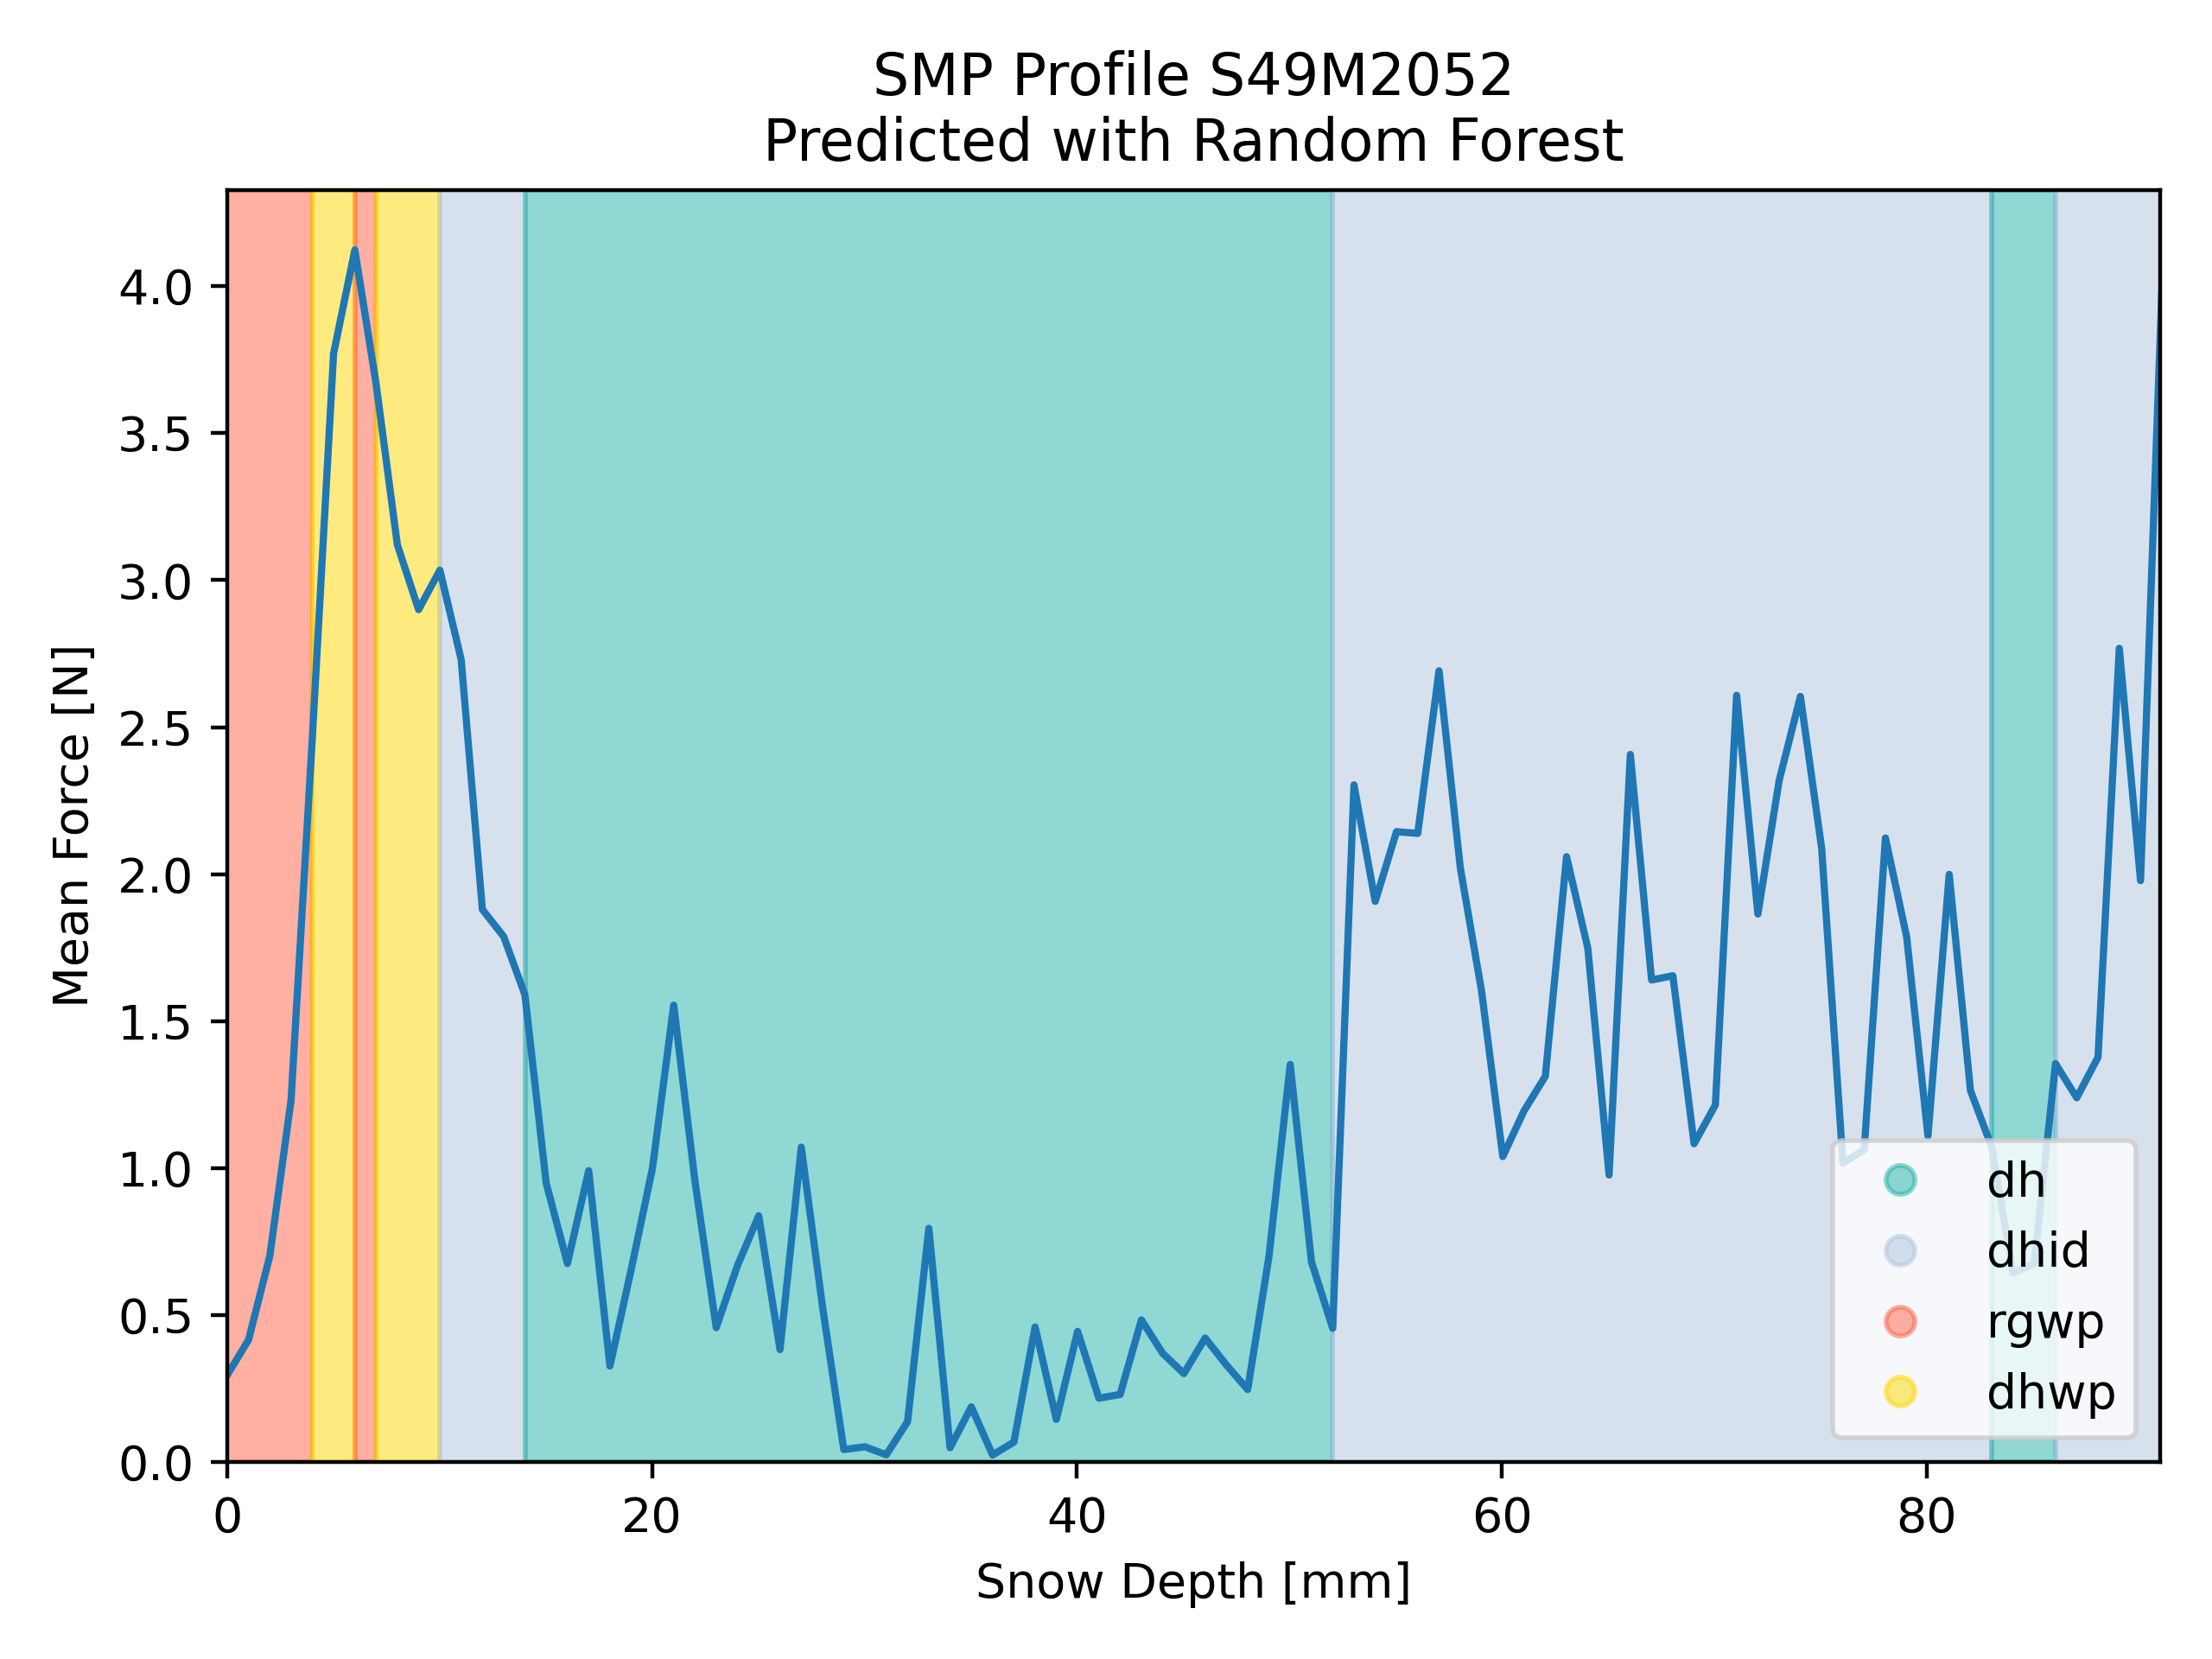 SMP Profile S49M2052
Predicted with Random Forest
Mean Force [N]
4.0
3.5
3.0
2.5
2.0
1.5
1.0
0.5
0.0
0 20 40 60 80
Snow Depth [mm]
dh
dhid
rgwp
dhwp